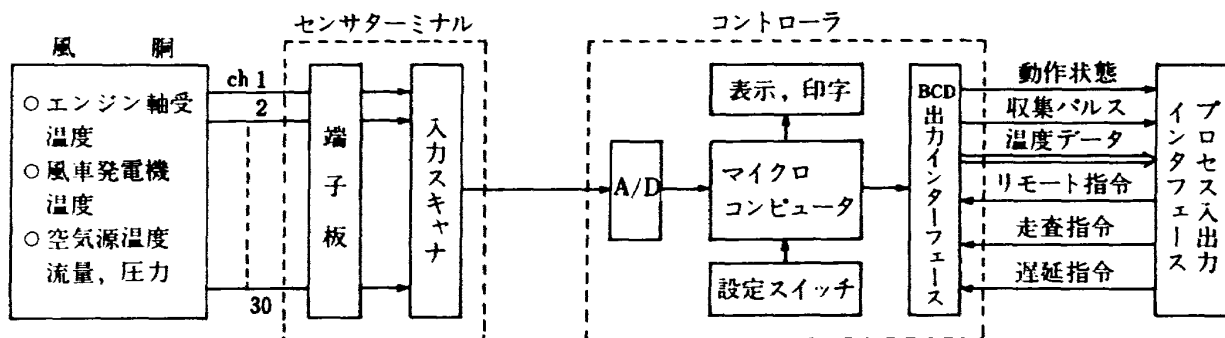 センサターミナル
コントローラ
風 胴
○エンジン軸受
温度
○風車発電機
温度
○空気源温度
流量，圧力
ch 1
2
30
端子板
入力スキャナ
A/D
表示，印字
マイクロ
コンピュータ
設定スイッチ
BCD
出力インターフェース
動作状態
収集パルス
温度データ
リモート指令
走査指令
遅延指令
プロセス入出力
インタフェース